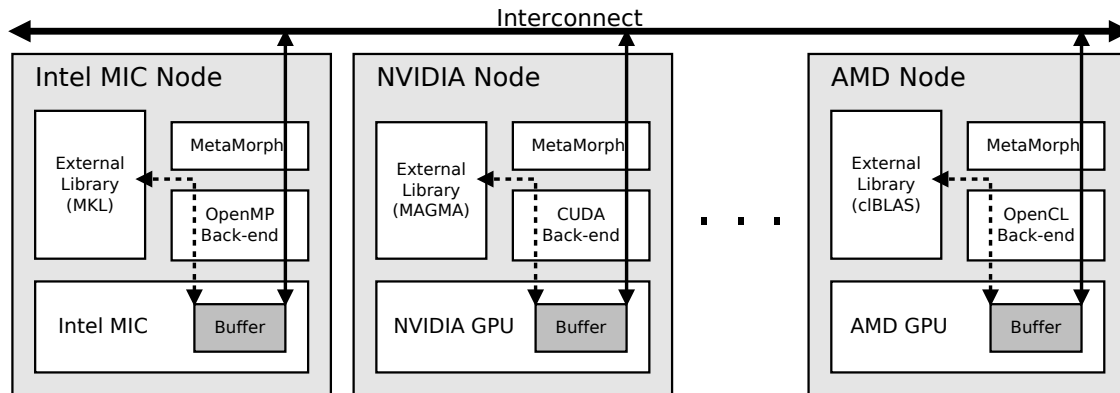 Interconnect
Intel MIC Node
External
Library
(MKL)
MetaMorph
OpenMP
Back-end
Intel MIC
Buffer
NVIDIA Node
External
Library
(MAGMA)
MetaMorph
CUDA
Back-end
NVIDIA GPU
Buffer
. . .
AMD Node
External
Library
(clBLAS)
MetaMorph
OpenCL
Back-end
AMD GPU
Buffer